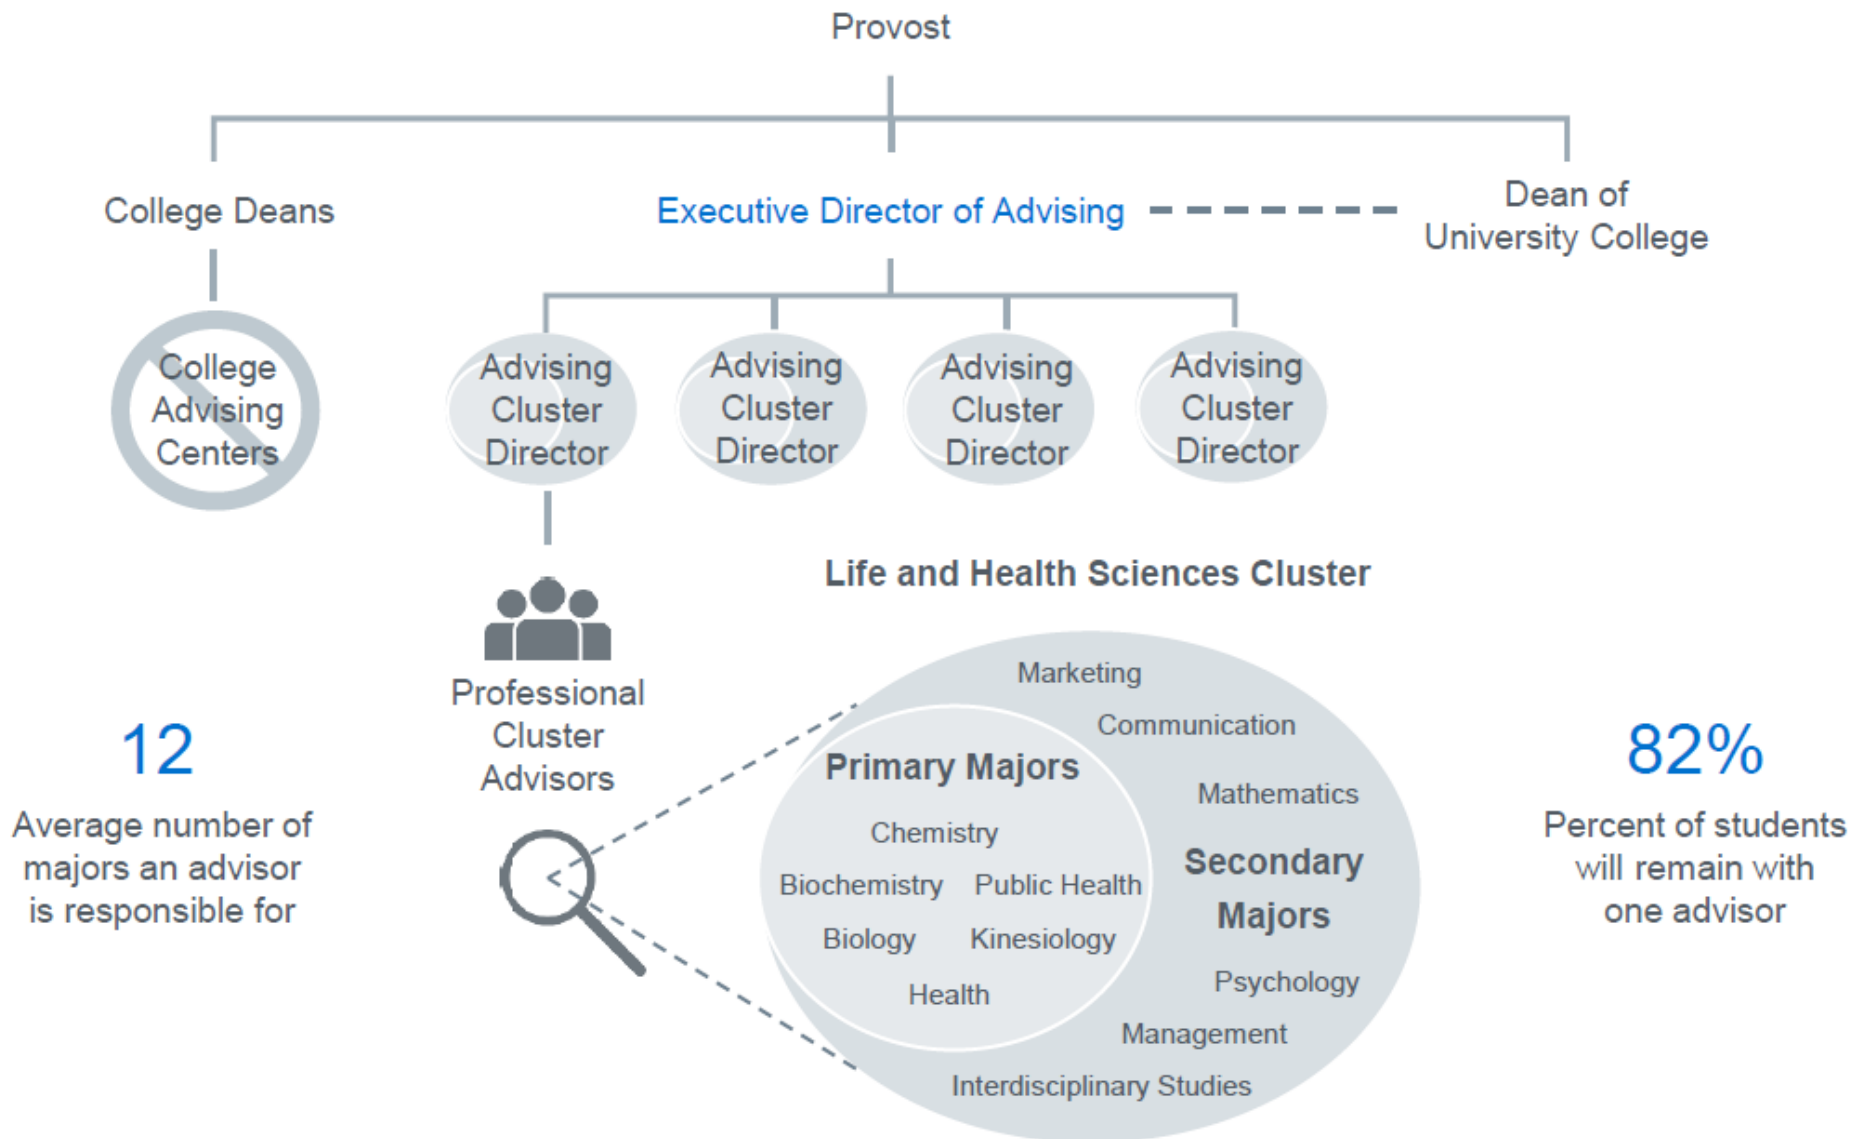 Provost
College Deans
Executive Director of Advising
Dean of
University College
College
Advising
Centers
Advising
Cluster
Director
Advising
Cluster
Director
Advising
Cluster
Director
Advising
Cluster
Director
Professional
Cluster
Advisors
12
Average number of
majors an advisor
is responsible for
Life and Health Sciences Cluster
Primary Majors
Chemistry
Biochemistry Public Health
Biology Kinesiology
Health
Marketing
Communication
Mathematics
Secondary
Majors
Psychology
Management
Interdisciplinary Studies
82%
Percent of students
will remain with
one advisor